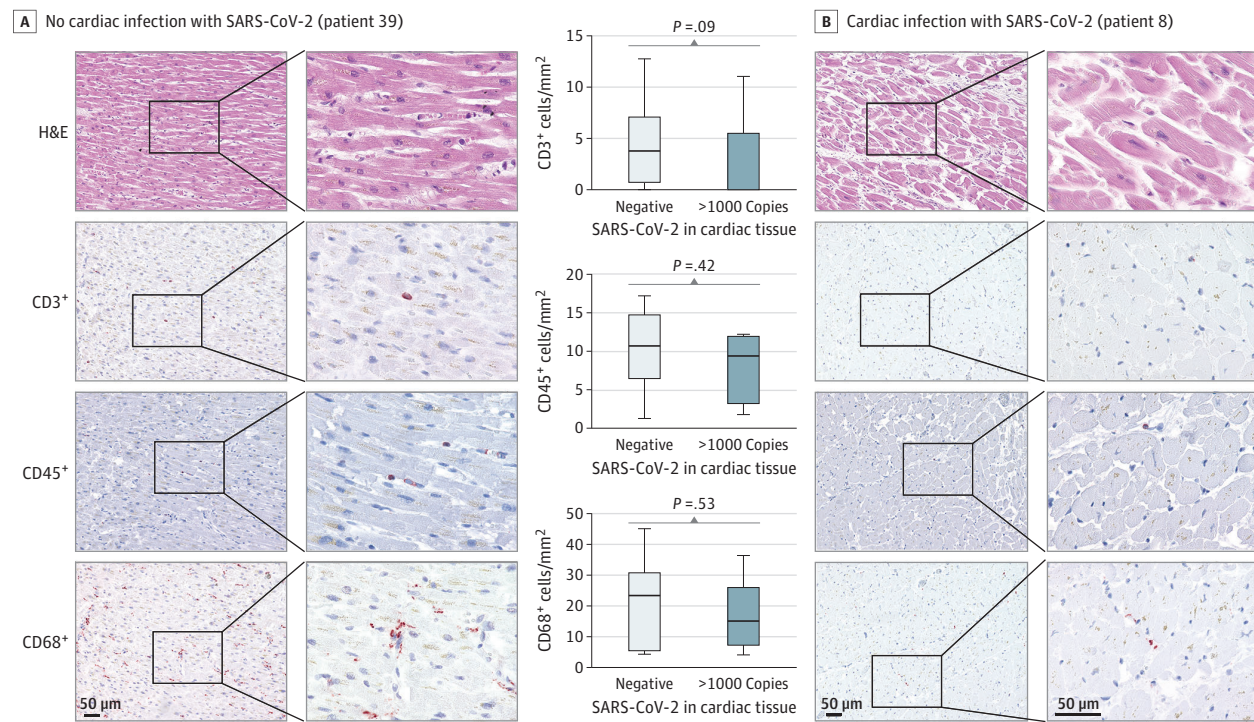 A No cardiac infection with SARS-CoV-2 (patient 39)
H&E
CD3+
CD45+
CD68+
50 µm
P =.09
CD3+ cells/mm2
15
10
5
0
Negative >1000 Copies
SARS-CoV-2 in cardiac tissue
P =.42
CD45+ cells/mm2
20
15
10
5
0
Negative >1000 Copies
SARS-CoV-2 in cardiac tissue
P =.53
CD68+ cells/mm2
50
40
30
20
10
0
Negative >1000 Copies
SARS-CoV-2 in cardiac tissue
B Cardiac infection with SARS-CoV-2 (patient 8)
50 µm
50 µm